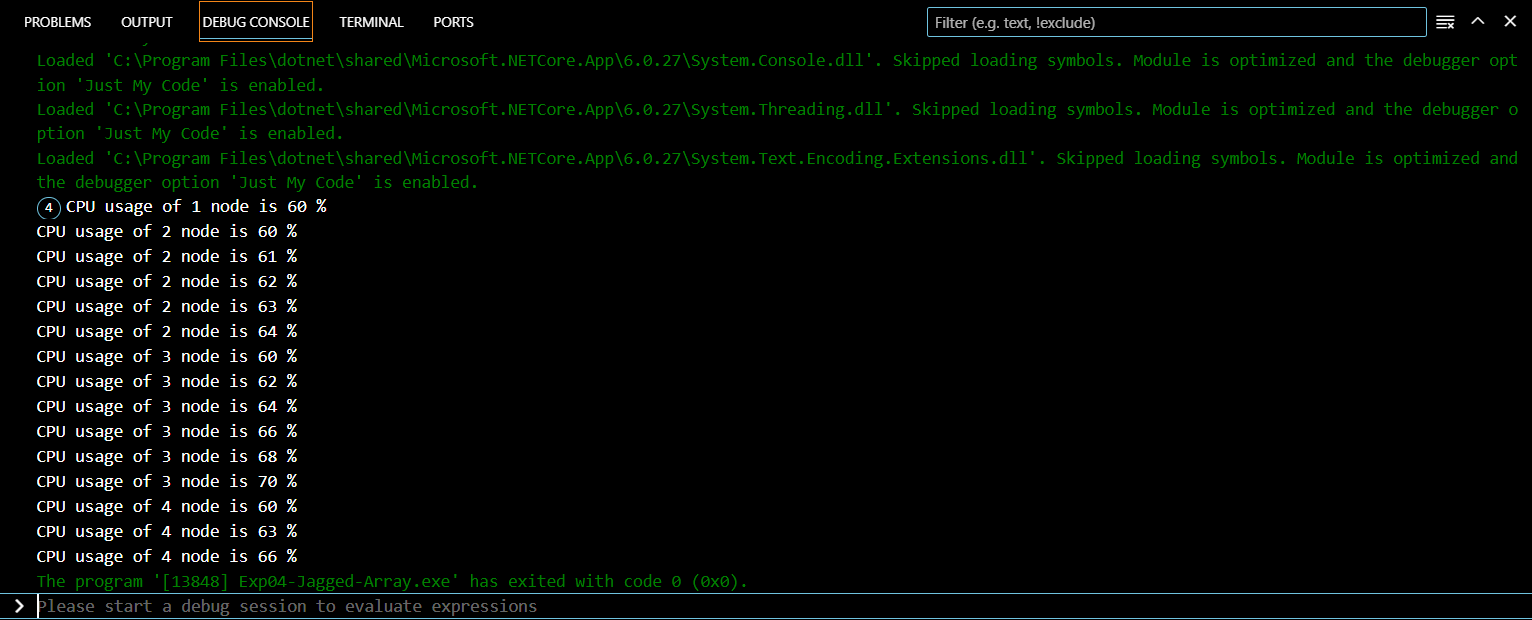 PROBLEMS OUTPUT DEBUG CONSOLE TERMINAL PORTS Filter (e.g. text, !exclude)
Loaded 'C:\Program Files\dotnet\shared\Microsoft.NETCore.App\6.0.27\System.Console.dll'. Skipped loading symbols. Module is optimized and the debugger opt
ion 'Just My Code' is enabled.
Loaded 'C:\Program Files\dotnet\shared\Microsoft.NETCore.App\6.0.27\System.Threading.dll'. Skipped loading symbols. Module is optimized and the debugger o
ption 'Just My Code' is enabled.
Loaded 'C:\Program Files\dotnet\shared\Microsoft.NETCore.App\6.0.27\System.Text.Encoding.Extensions.dll'. Skipped loading symbols. Module is optimized and
the debugger option 'Just My Code' is enabled.
4 CPU usage of 1 node is 60 %
CPU usage of 2 node is 60 %
CPU usage of 2 node is 61 %
CPU usage of 2 node is 62 %
CPU usage of 2 node is 63 %
CPU usage of 2 node is 64 %
CPU usage of 3 node is 60 %
CPU usage of 3 node is 62 %
CPU usage of 3 node is 64 %
CPU usage of 3 node is 66 %
CPU usage of 3 node is 68 %
CPU usage of 3 node is 70 %
CPU usage of 4 node is 60 %
CPU usage of 4 node is 63 %
CPU usage of 4 node is 66 %
The program '[13848] Exp04-Jagged-Array.exe' has exited with code 0 (0x0).
Please start a debug session to evaluate expressions